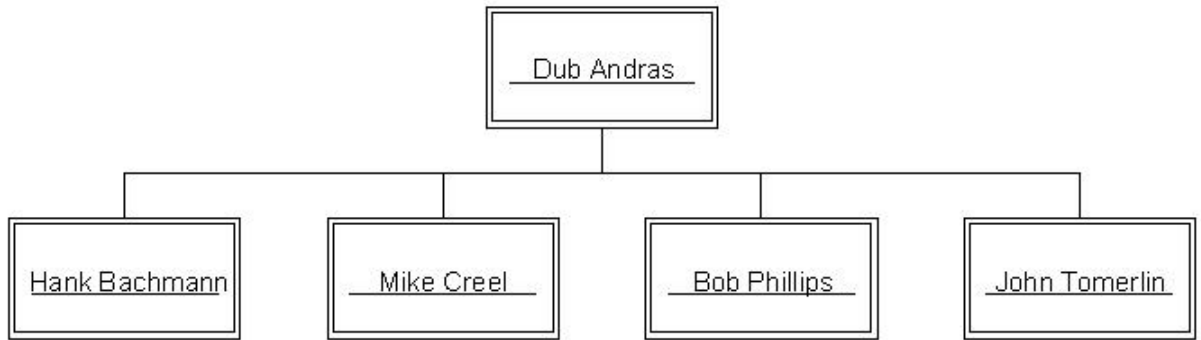 Dub Andras
Hank Bachmann
Mike Creel
Bob Phillips
John Tomerlin